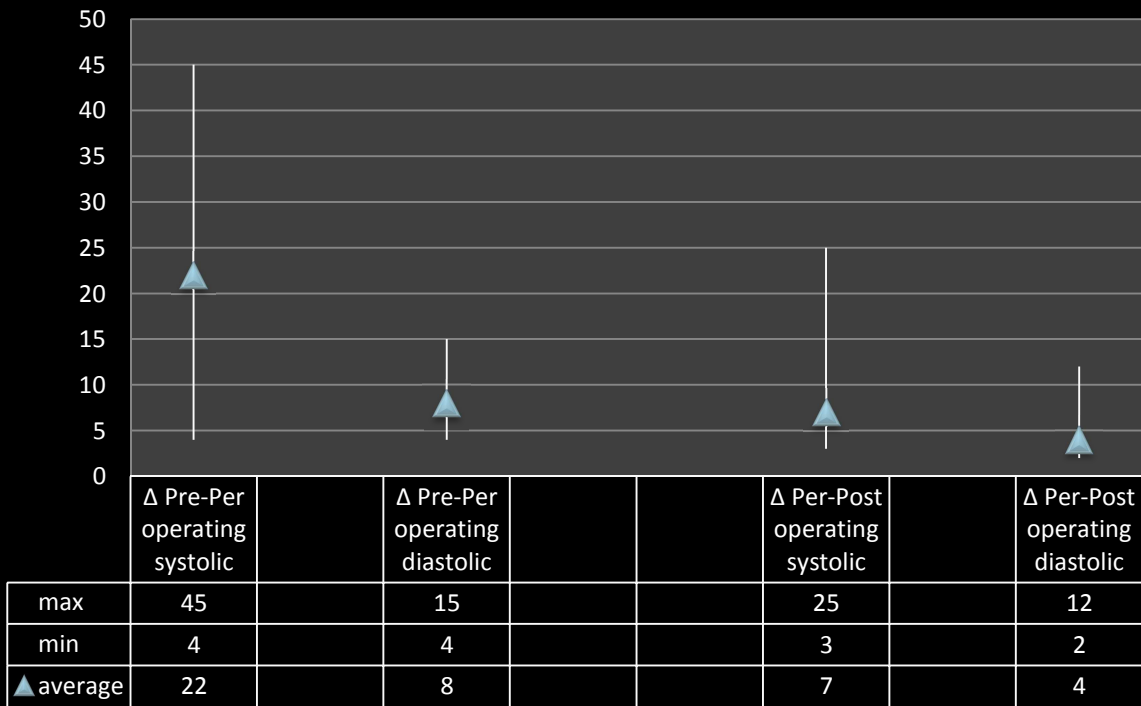 50
45
40
35
30
25
20
15
10
5
0
Δ Pre-Per operating systolic
Δ Pre-Per operating diastolic
Δ Per-Post operating systolic
Δ Per-Post operating diastolic
max 45 15 25 12
min 4 4 3 2
average 22 8 7 4